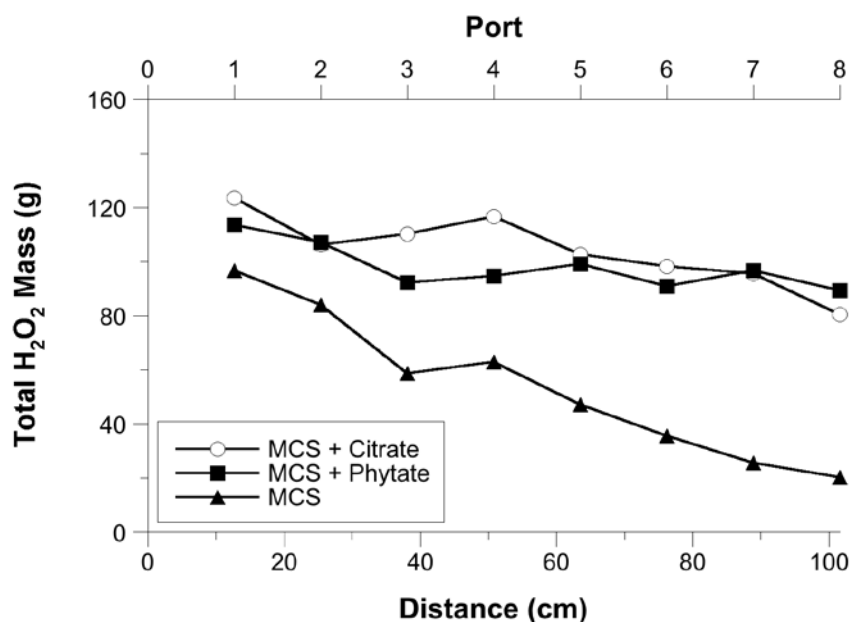 Port
0 1 2 3 4 5 6 7 8
160
120
80
40
0
Total H₂O₂ Mass (g)
MCS + Citrate
MCS + Phytate
MCS
0 20 40 60 80 100
Distance (cm)